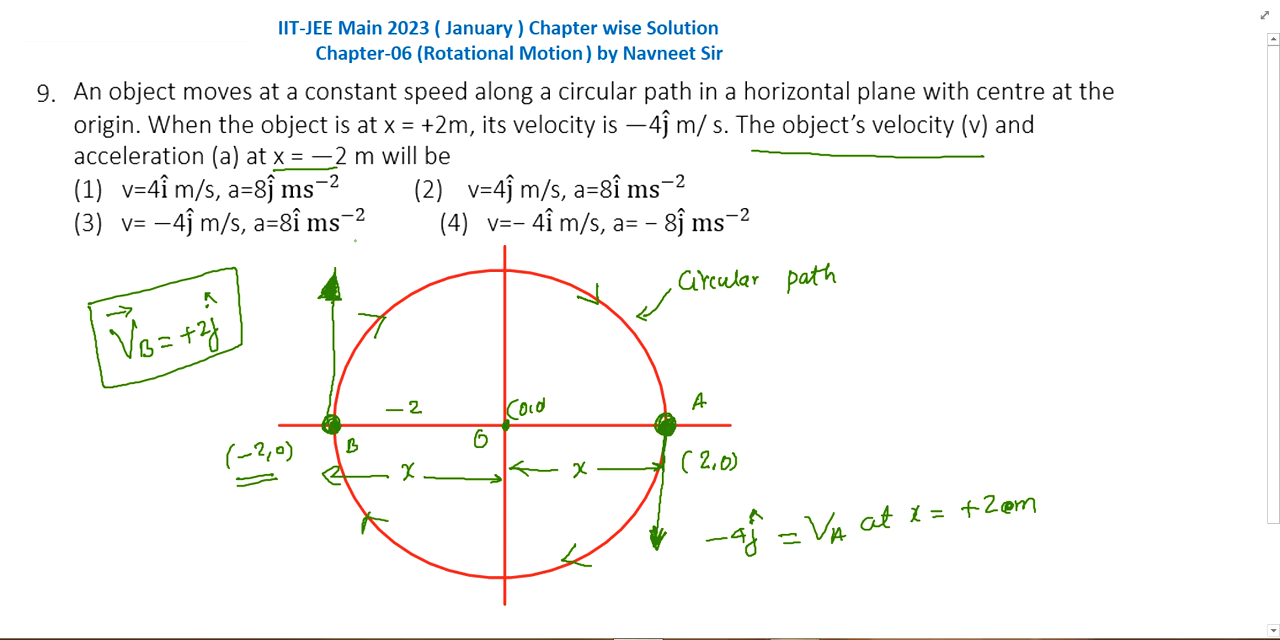 IIT-JEE Main 2023 ( January ) Chapter wise Solution
Chapter-06 (Rotational Motion ) by Navneet Sir
9. An object moves at a constant speed along a circular path in a horizontal plane with centre at the
origin. When the object is at x = +2m, its velocity is −4ĵ m/ s. The object’s velocity (v) and
acceleration (a) at x = −2 m will be
(1) v=4î m/s, a=8ĵ ms⁻² (2) v=4ĵ m/s, a=8î ms⁻²
(3) v= −4ĵ m/s, a=8î ms⁻² (4) v=− 4î m/s, a= − 8ĵ ms⁻²
Circular path
V⃗B = +2ĵ
−2 (0,0) A
(−2,0) B O
x x (2,0)
−4ĵ = VA at x = +2 m